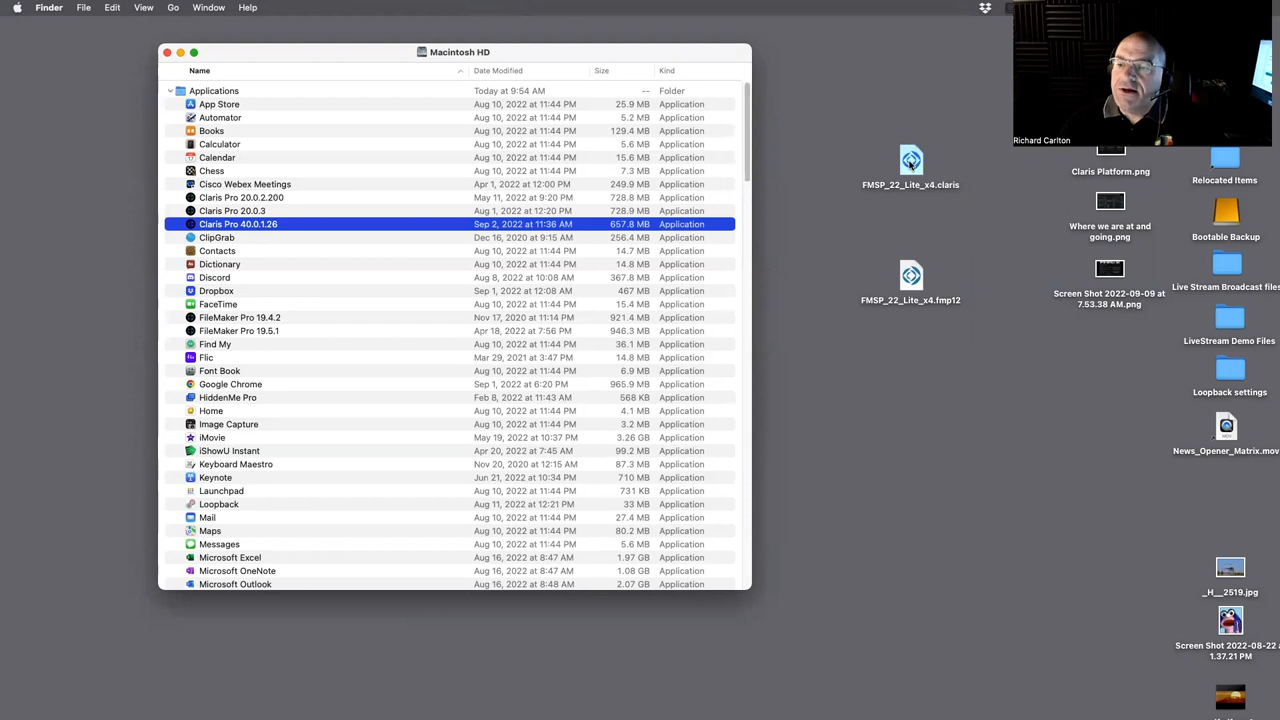 Finder File Edit View Go Window Help
Macintosh HD
Name Date Modified Size Kind
Applications Today at 9:54 AM -- Folder
App Store Aug 10, 2022 at 11:44 PM 25.9 MB Application
Automator Aug 10, 2022 at 11:44 PM 5.2 MB Application
Books Aug 10, 2022 at 11:44 PM 129.4 MB Application
Calculator Aug 10, 2022 at 11:44 PM 5.6 MB Application
Calendar Aug 10, 2022 at 11:44 PM 15.6 MB Application
Chess Aug 10, 2022 at 11:44 PM 7.3 MB Application
Cisco Webex Meetings Apr 1, 2022 at 12:00 PM 249.9 MB Application
Claris Pro 20.0.2.200 May 11, 2022 at 9:20 PM 728.8 MB Application
Claris Pro 20.0.3 Aug 1, 2022 at 12:20 PM 728.9 MB Application
Claris Pro 40.0.1.26 Sep 2, 2022 at 11:36 AM 657.8 MB Application
ClipGrab Dec 16, 2020 at 9:15 AM 256.4 MB Application
Contacts Aug 10, 2022 at 11:44 PM 14.7 MB Application
Dictionary Aug 10, 2022 at 11:44 PM 14.8 MB Application
Discord Aug 8, 2022 at 10:08 AM 367.8 MB Application
Dropbox Sep 1, 2022 at 12:08 AM 467 MB Application
FaceTime Aug 10, 2022 at 11:44 PM 15.4 MB Application
FileMaker Pro 19.4.2 Nov 17, 2020 at 11:14 PM 921.4 MB Application
FileMaker Pro 19.5.1 Apr 18, 2022 at 7:56 PM 946.3 MB Application
Find My Aug 10, 2022 at 11:44 PM 36.1 MB Application
Flic Mar 29, 2021 at 3:47 PM 14.8 MB Application
Font Book Aug 10, 2022 at 11:44 PM 6.9 MB Application
Google Chrome Sep 1, 2022 at 6:20 PM 965.9 MB Application
HiddenMe Pro Feb 8, 2022 at 11:43 AM 568 KB Application
Home Aug 10, 2022 at 11:44 PM 4.1 MB Application
Image Capture Aug 10, 2022 at 11:44 PM 3.2 MB Application
iMovie May 19, 2022 at 10:37 PM 3.26 GB Application
iShowU Instant Apr 20, 2022 at 7:45 AM 99.2 MB Application
Keyboard Maestro Nov 20, 2020 at 12:15 AM 87.3 MB Application
Keynote Jun 21, 2022 at 10:34 PM 710 MB Application
Launchpad Aug 10, 2022 at 11:44 PM 731 KB Application
Loopback Aug 11, 2022 at 12:21 PM 33 MB Application
Mail Aug 10, 2022 at 11:44 PM 27.4 MB Application
Maps Aug 10, 2022 at 11:44 PM 80.2 MB Application
Messages Aug 10, 2022 at 11:44 PM 5.6 MB Application
Microsoft Excel Aug 16, 2022 at 8:47 AM 1.97 GB Application
Microsoft OneNote Aug 16, 2022 at 8:47 AM 1.08 GB Application
Microsoft Outlook Aug 16, 2022 at 8:48 AM 2.07 GB Application
FMSP_22_Lite_x4.claris
FMSP_22_Lite_x4.fmp12
Richard Carlton
Claris Platform.png
Where we are at and
going.png
Screen Shot 2022-09-09 at
7.53.38 AM.png
Relocated Items
Bootable Backup
Live Stream Broadcast files
LiveStream Demo Files
Loopback settings
MOV
News_Opener_Matrix.mov
_H__2519.jpg
Screen Shot 2022-08-22 a
1.37.21 PM